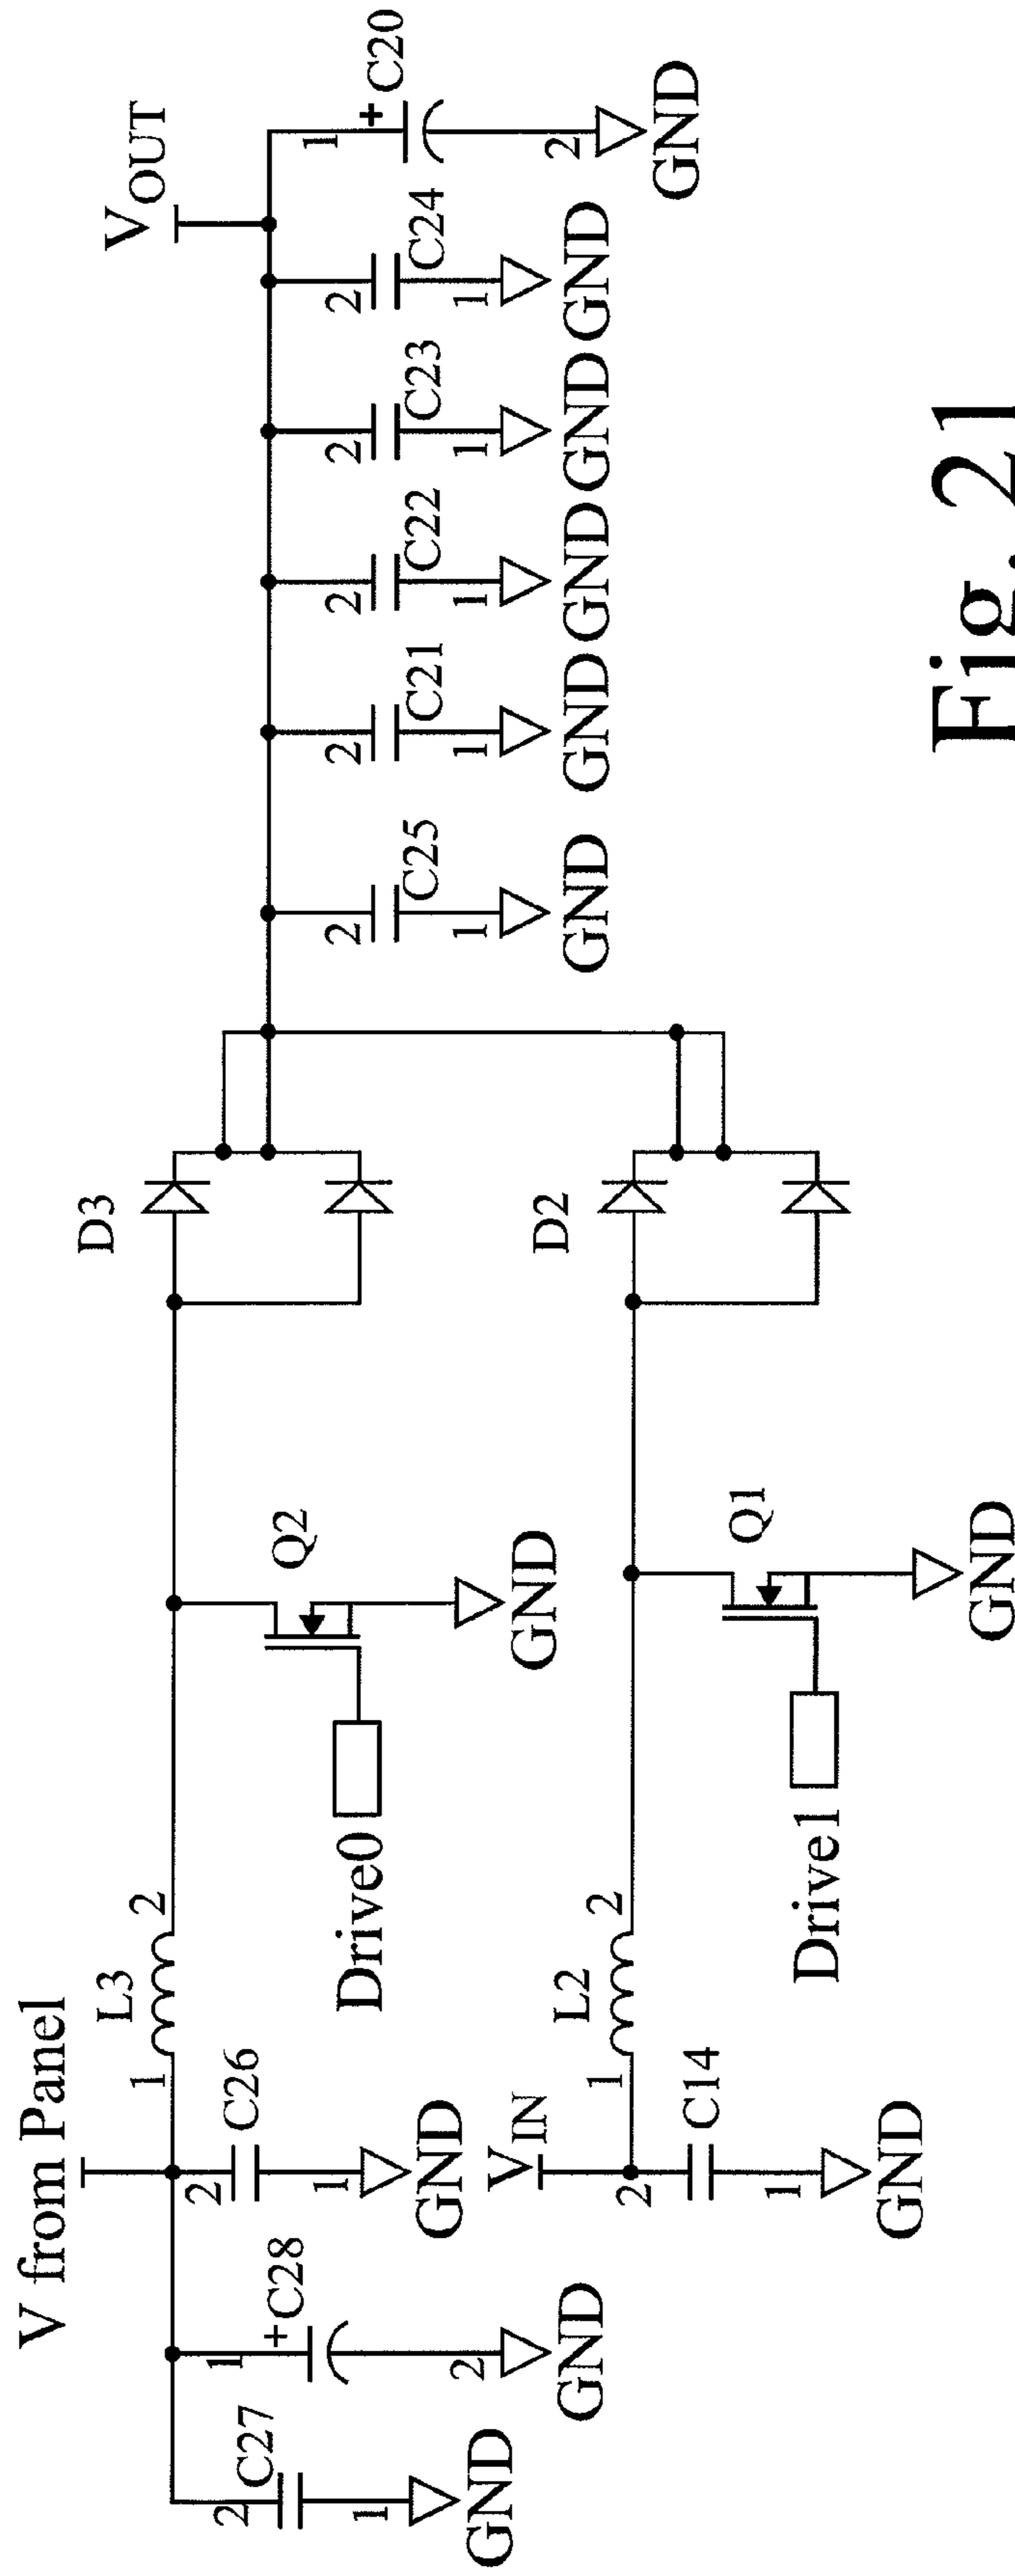 V from Panel
L3
1
2
C27
2
1
GND
+
C28
1
2
GND
C26
2
1
GND
Drive0
Q2
GND
D3
VIN
L2
1
2
C14
2
1
GND
Drive1
Q1
GND
D2
C25
2
1
GND
C21
2
1
GND
C22
2
1
GND
C23
2
1
GND
C24
2
1
GND
VOUT
+
C20
1
2
GND
Fig. 21